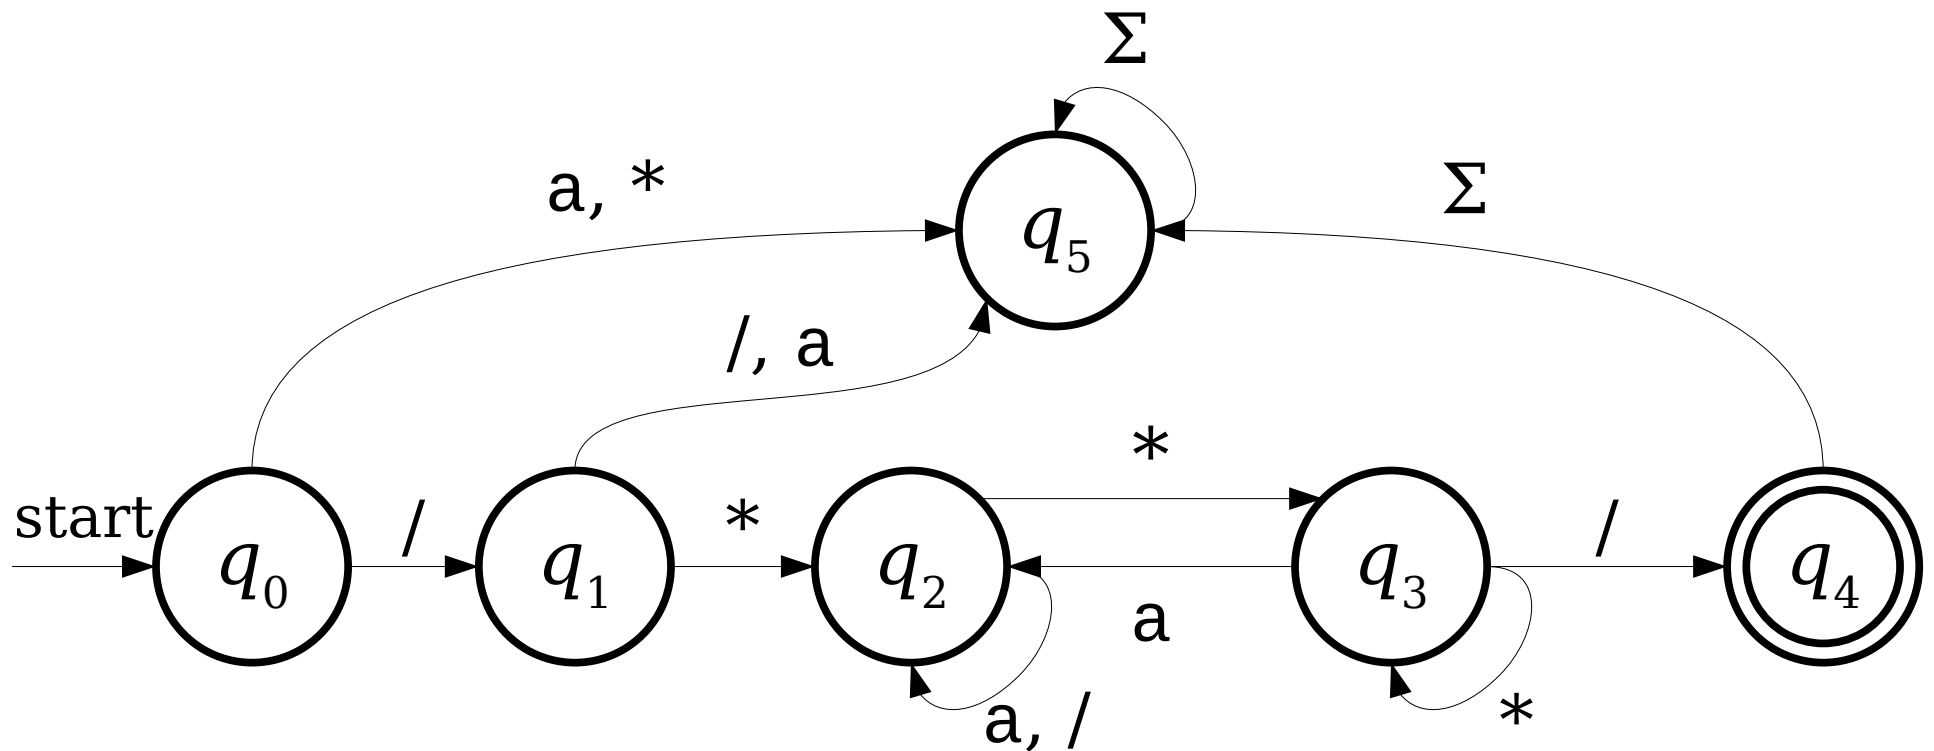 Σ
a, *
Σ
q5
/, a
*
start
/
*
/
q0
q1
q2
q3
q4
a
a, /
*